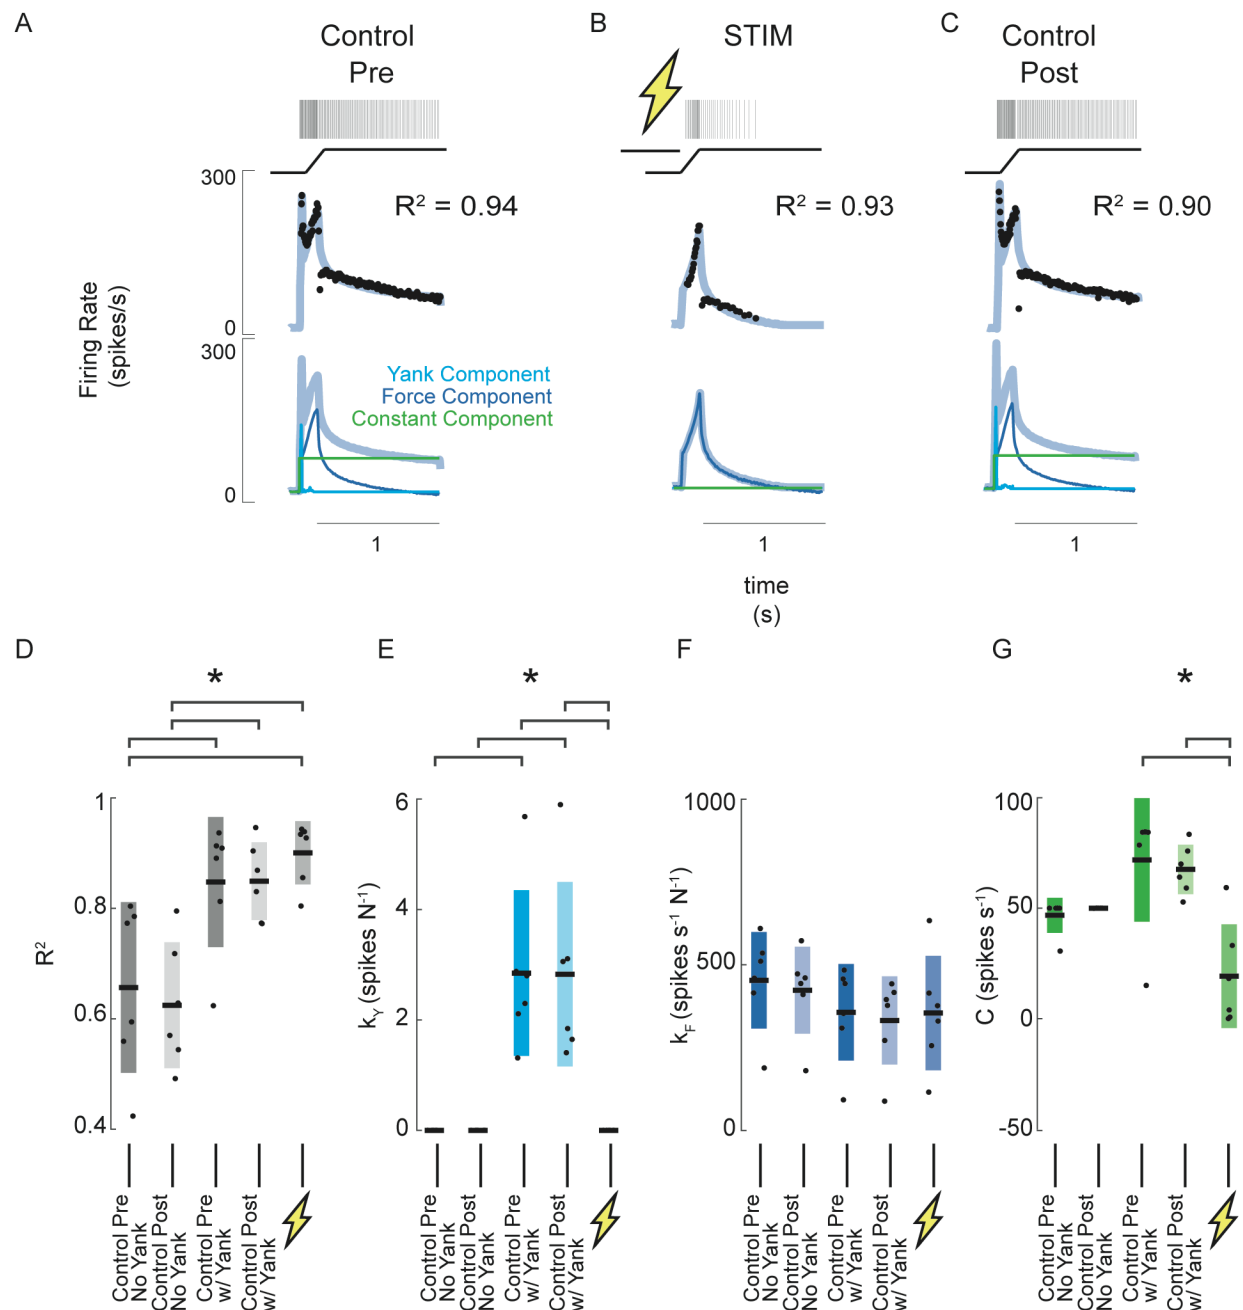 A
Control
Pre
B
STIM
C
Control
Post
300
R² = 0.94
R² = 0.93
R² = 0.90
0
Firing Rate
(spikes/s)
300
Yank Component
Force Component
Constant Component
0
1
1
1
time
(s)
D
*
1
0.8
0.6
0.4
R²
Control Pre
No Yank
Control Post
No Yank
Control Pre
w/ Yank
Control Post
w/ Yank
E
*
6
4
2
0
k_Y (spikes N⁻¹)
Control Pre
No Yank
Control Post
No Yank
Control Pre
w/ Yank
Control Post
w/ Yank
F
1000
500
0
k_F (spikes s⁻¹ N⁻¹)
Control Pre
No Yank
Control Post
No Yank
Control Pre
w/ Yank
Control Post
w/ Yank
G
*
100
50
0
-50
C (spikes s⁻¹)
Control Pre
No Yank
Control Post
No Yank
Control Pre
w/ Yank
Control Post
w/ Yank